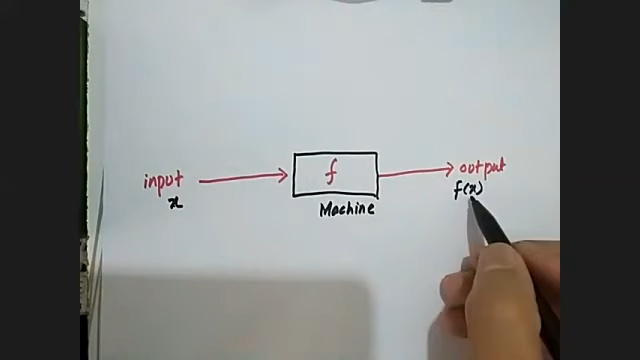 input
x
f
Machine
output
f(x)